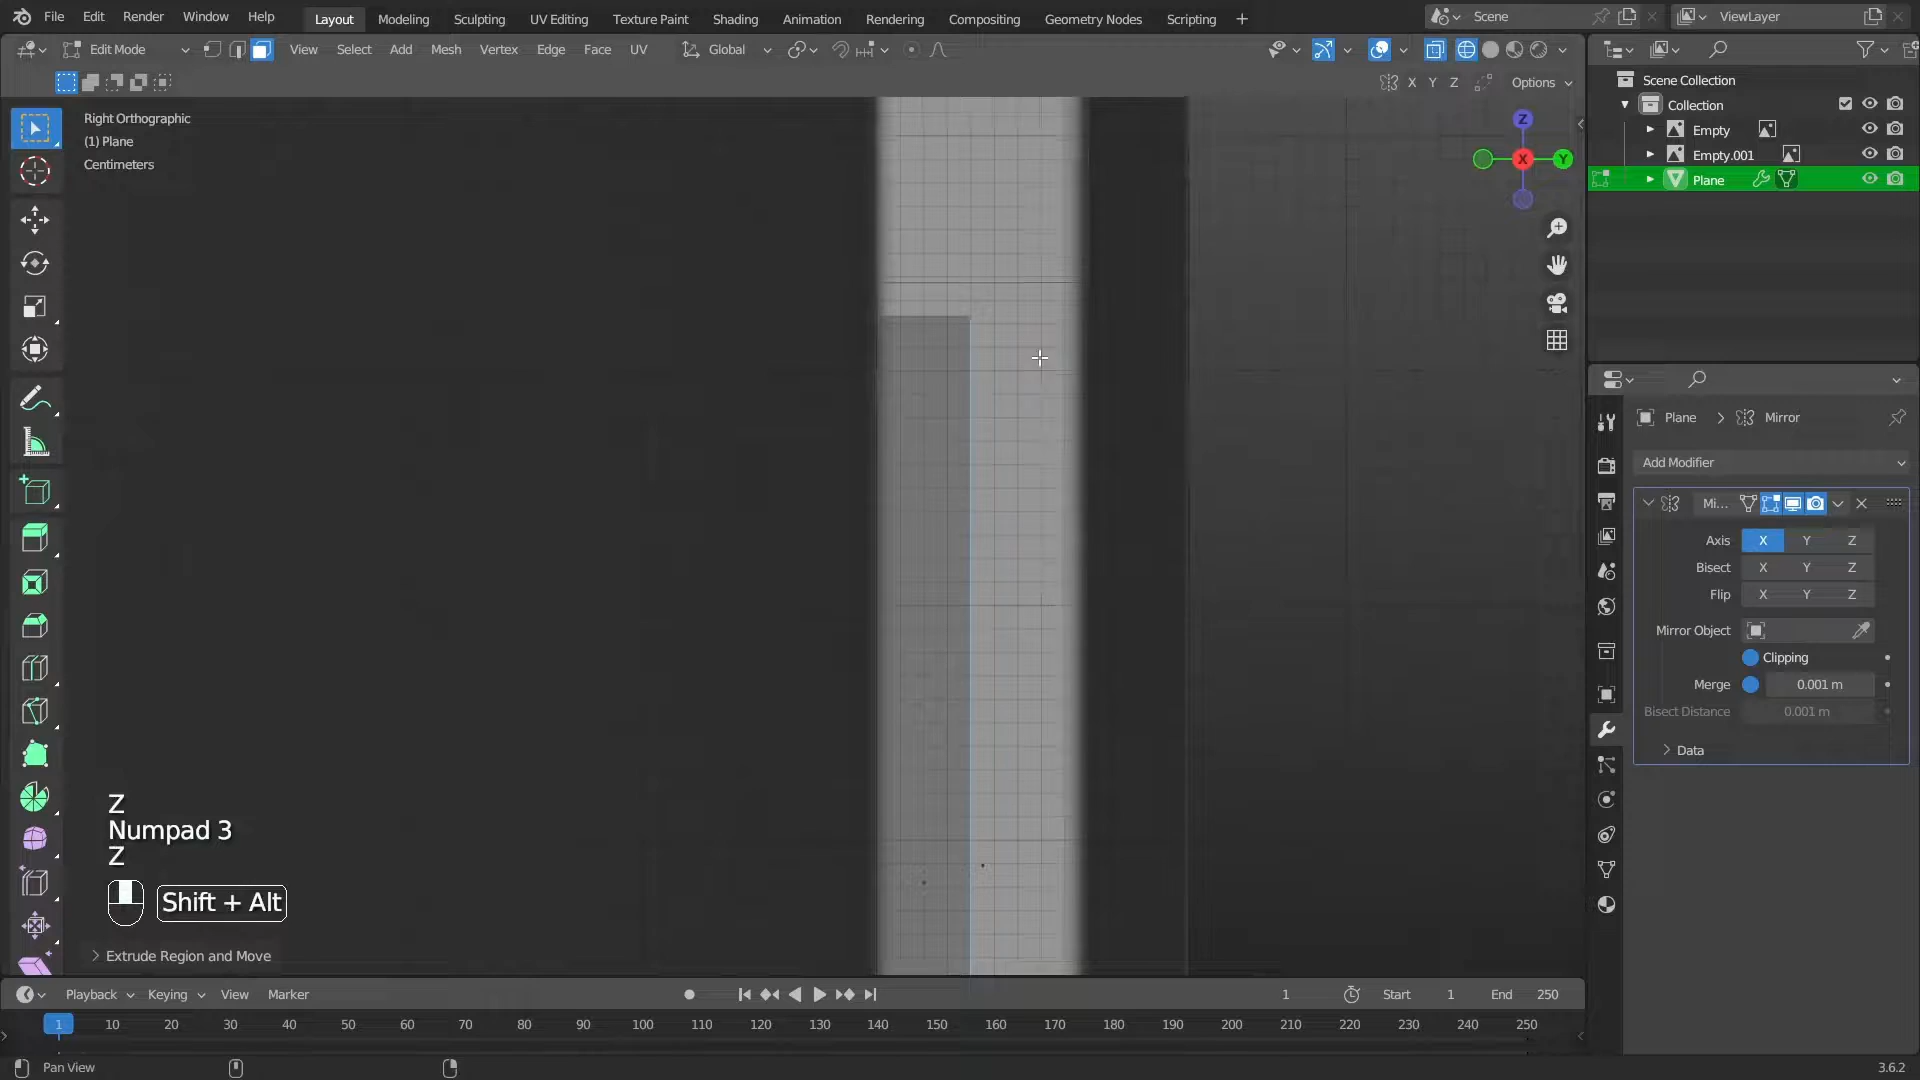 File Edit Render Window Help Layout Modeling Sculpting UV Editing Texture Paint Shading Animation Rendering Compositing Geometry Nodes Scripting + Scene ViewLayer
Edit Mode View Select Add Mesh Vertex Edge Face UV Global
X Y Z Options
Scene Collection
Collection
Empty
Empty.001
Plane
Right Orthographic
(1) Plane
Centimeters
Z
X
Y
Plane > Mirror
Add Modifier
Mi...
Axis X Y Z
Bisect X Y Z
Flip X Y Z
Mirror Object
Clipping
Merge 0.001 m
Bisect Distance 0.001 m
Data
Z
Numpad 3
Z
Shift + Alt
Extrude Region and Move
Playback Keying View Marker 1 Start 1 End 250
1 10 20 30 40 50 60 70 80 90 100 110 120 130 140 150 160 170 180 190 200 210 220 230 240 250
Pan View 3.6.2